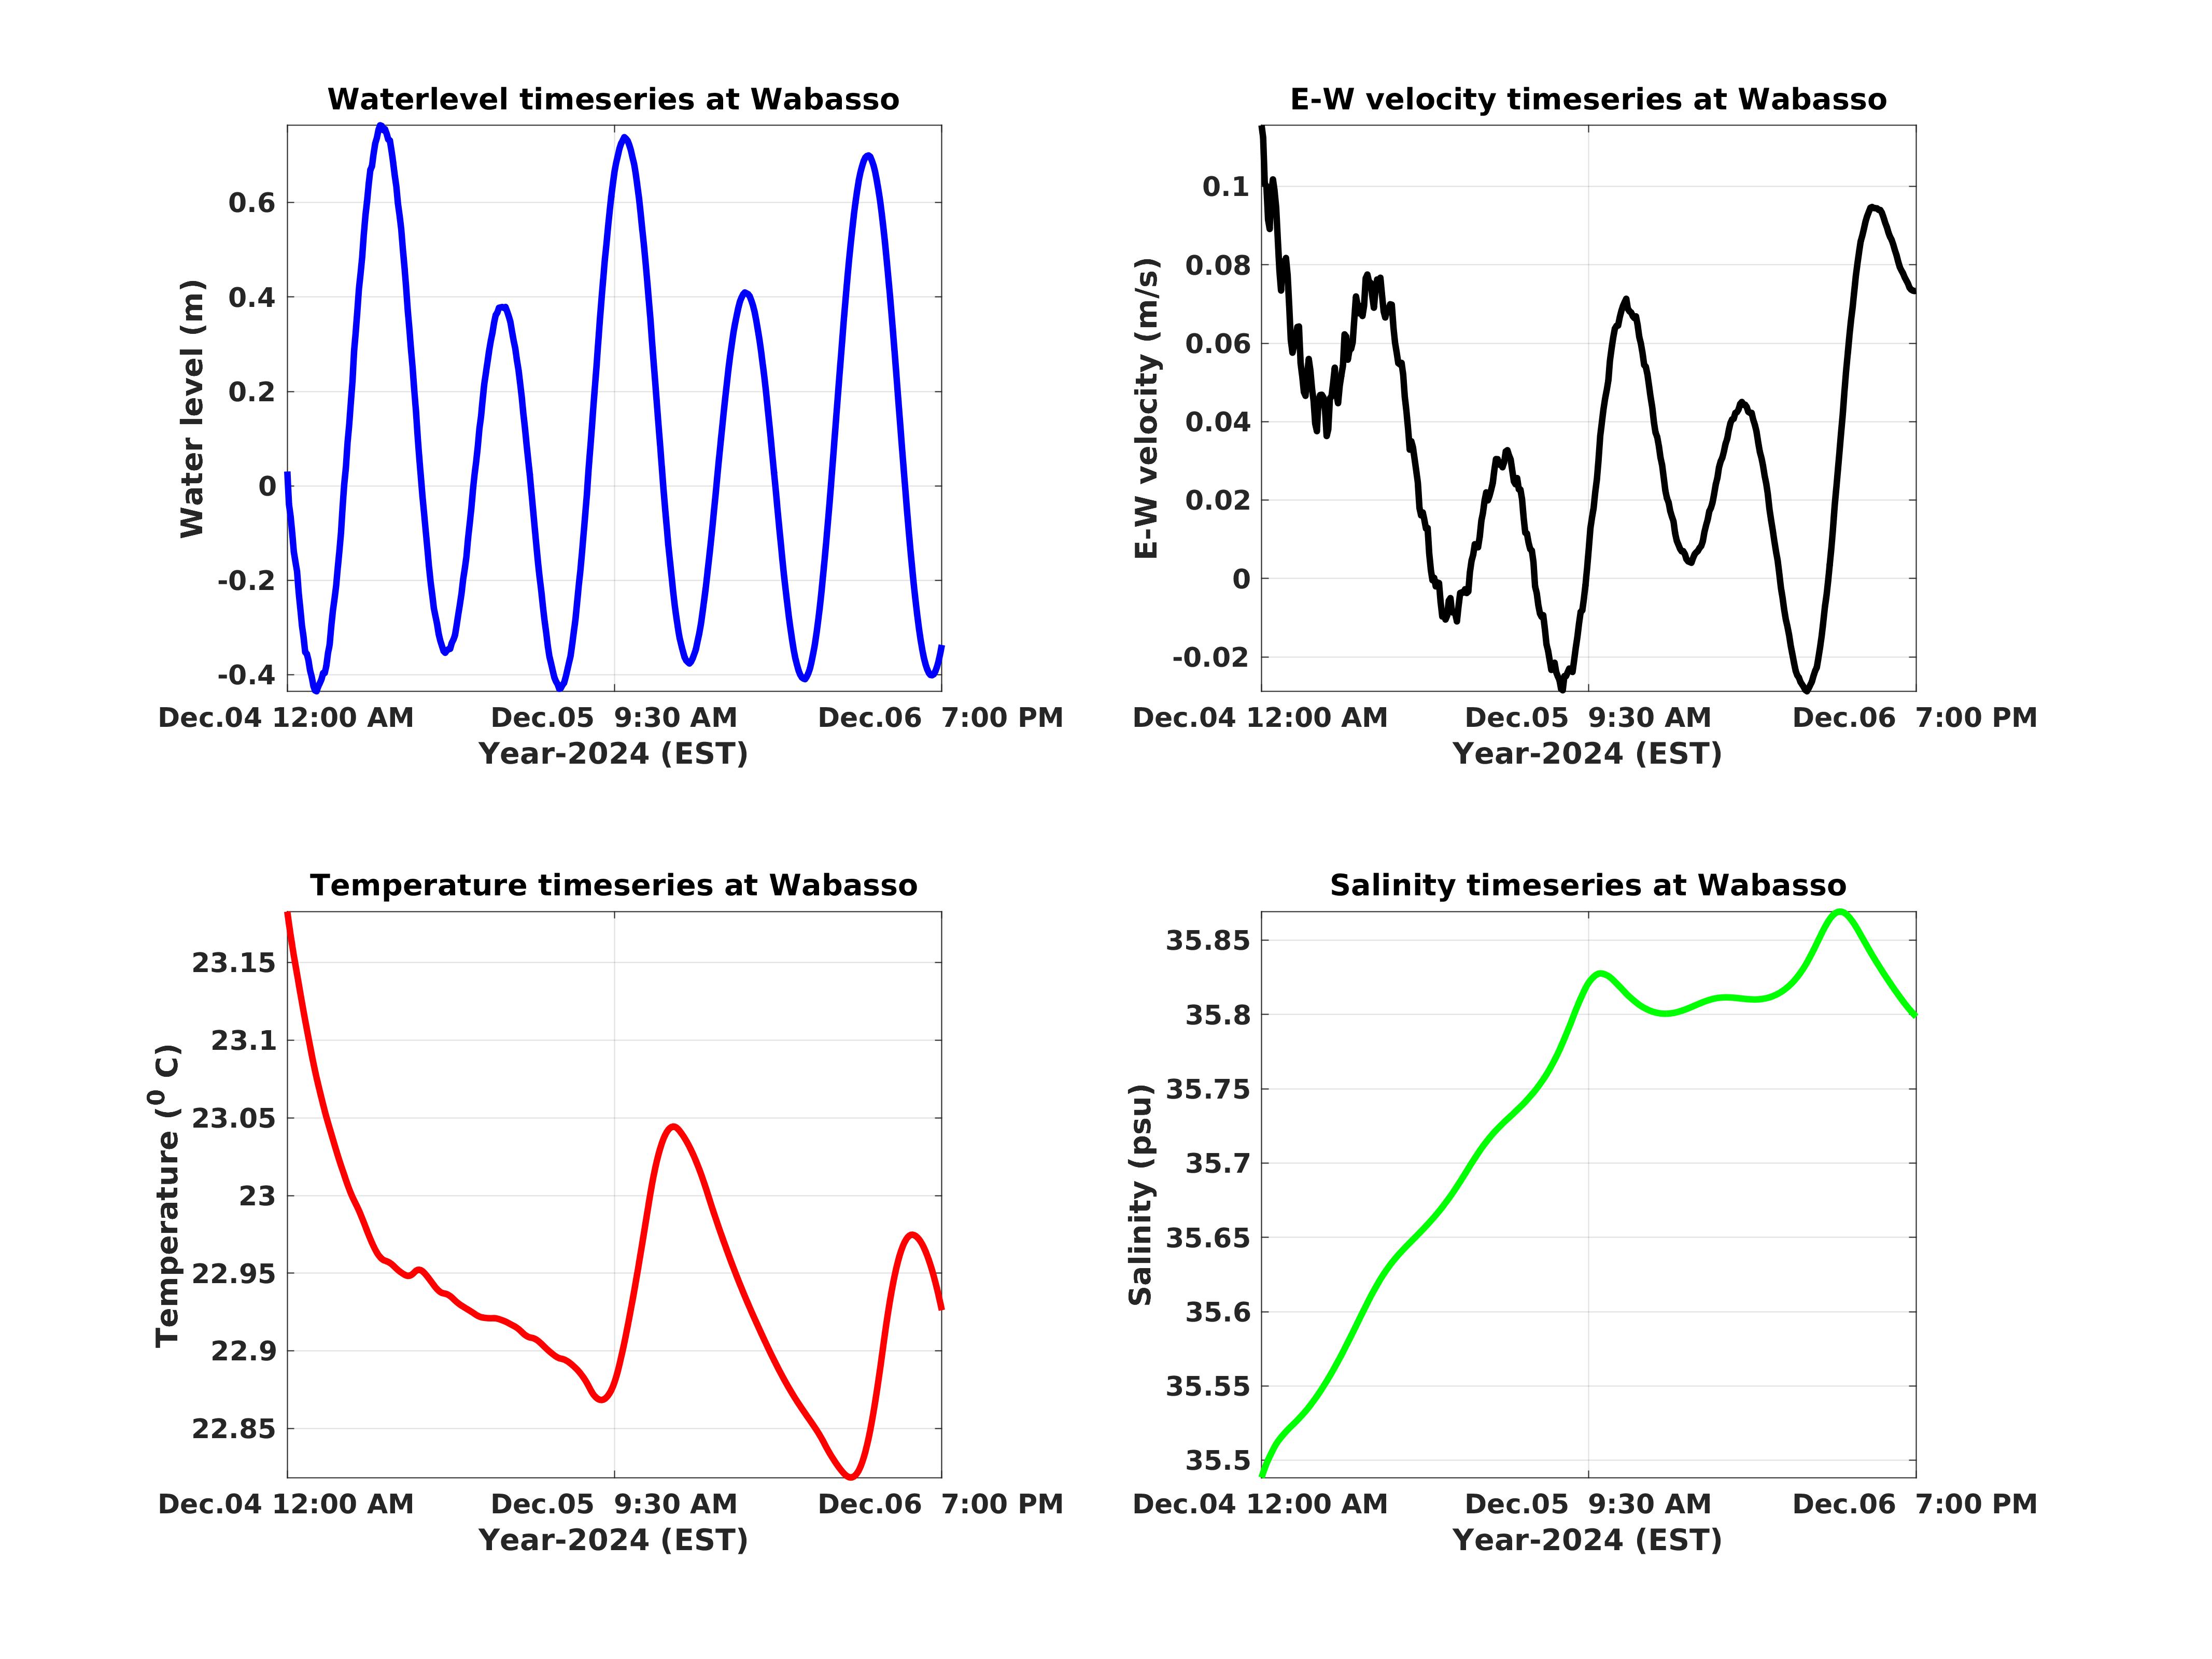 Waterlevel timeseries at Wabasso
Water level (m)
0.6
0.4
0.2
0
-0.2
-0.4
Dec.04 12:00 AM Dec.05 9:30 AM Dec.06 7:00 PM
Year-2024 (EST)
E-W velocity timeseries at Wabasso
E-W velocity (m/s)
0.1
0.08
0.06
0.04
0.02
0
-0.02
Dec.04 12:00 AM Dec.05 9:30 AM Dec.06 7:00 PM
Year-2024 (EST)
Temperature timeseries at Wabasso
Temperature (⁰ C)
23.15
23.1
23.05
23
22.95
22.9
22.85
Dec.04 12:00 AM Dec.05 9:30 AM Dec.06 7:00 PM
Year-2024 (EST)
Salinity timeseries at Wabasso
Salinity (psu)
35.85
35.8
35.75
35.7
35.65
35.6
35.55
35.5
Dec.04 12:00 AM Dec.05 9:30 AM Dec.06 7:00 PM
Year-2024 (EST)